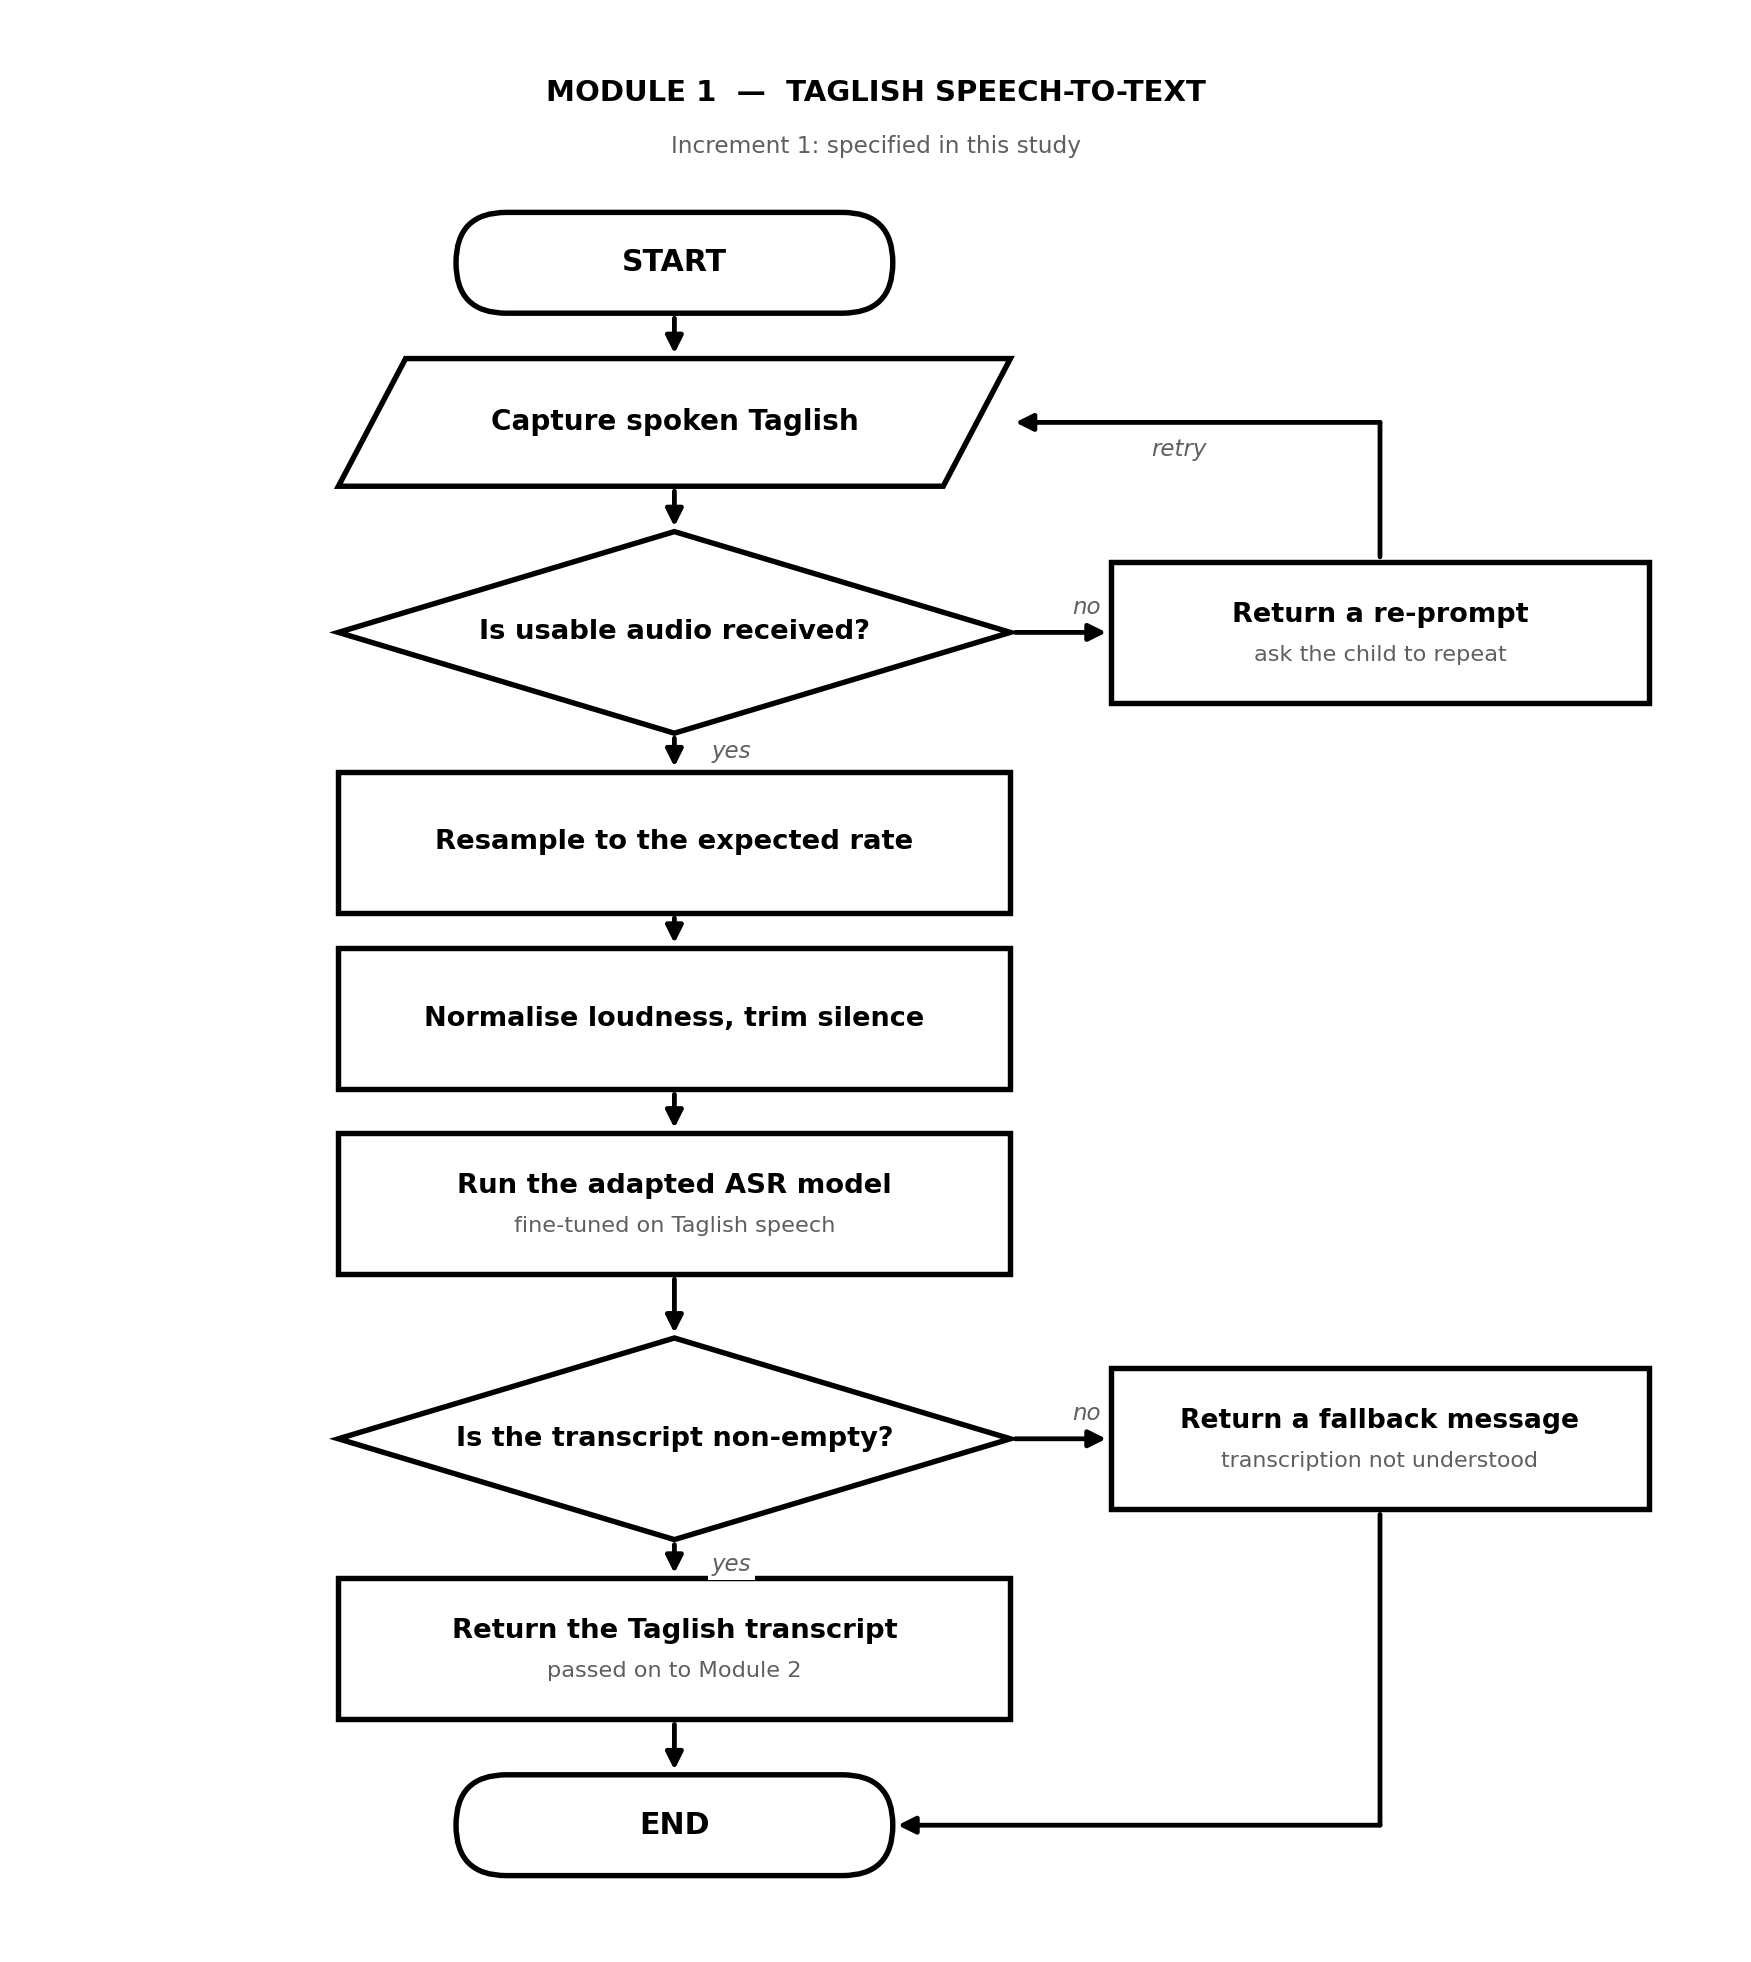 MODULE 1 — TAGLISH SPEECH-TO-TEXT
Increment 1: specified in this study
START
Capture spoken Taglish
retry
Is usable audio received?
no
Return a re-prompt
ask the child to repeat
yes
Resample to the expected rate
Normalise loudness, trim silence
Run the adapted ASR model
fine-tuned on Taglish speech
Is the transcript non-empty?
no
Return a fallback message
transcription not understood
yes
Return the Taglish transcript
passed on to Module 2
END